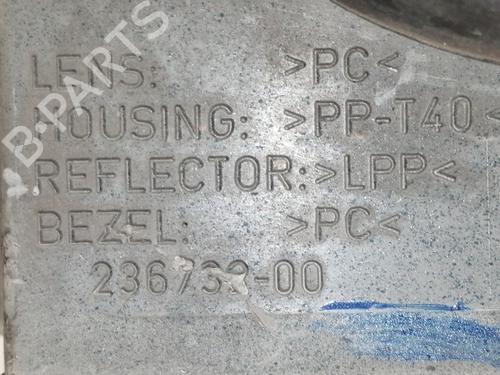 LENS: >PC<
HOUSING: >PP-T40<
REFLECTOR:>LPP<
BEZEL: >PC<
B-PARTS